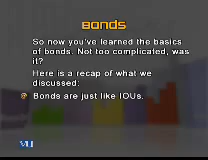 Bonds
So now you've learned the basics
of bonds. Not too complicated, was
it?
Here is a recap of what we
discussed:
Bonds are just like IOUs.